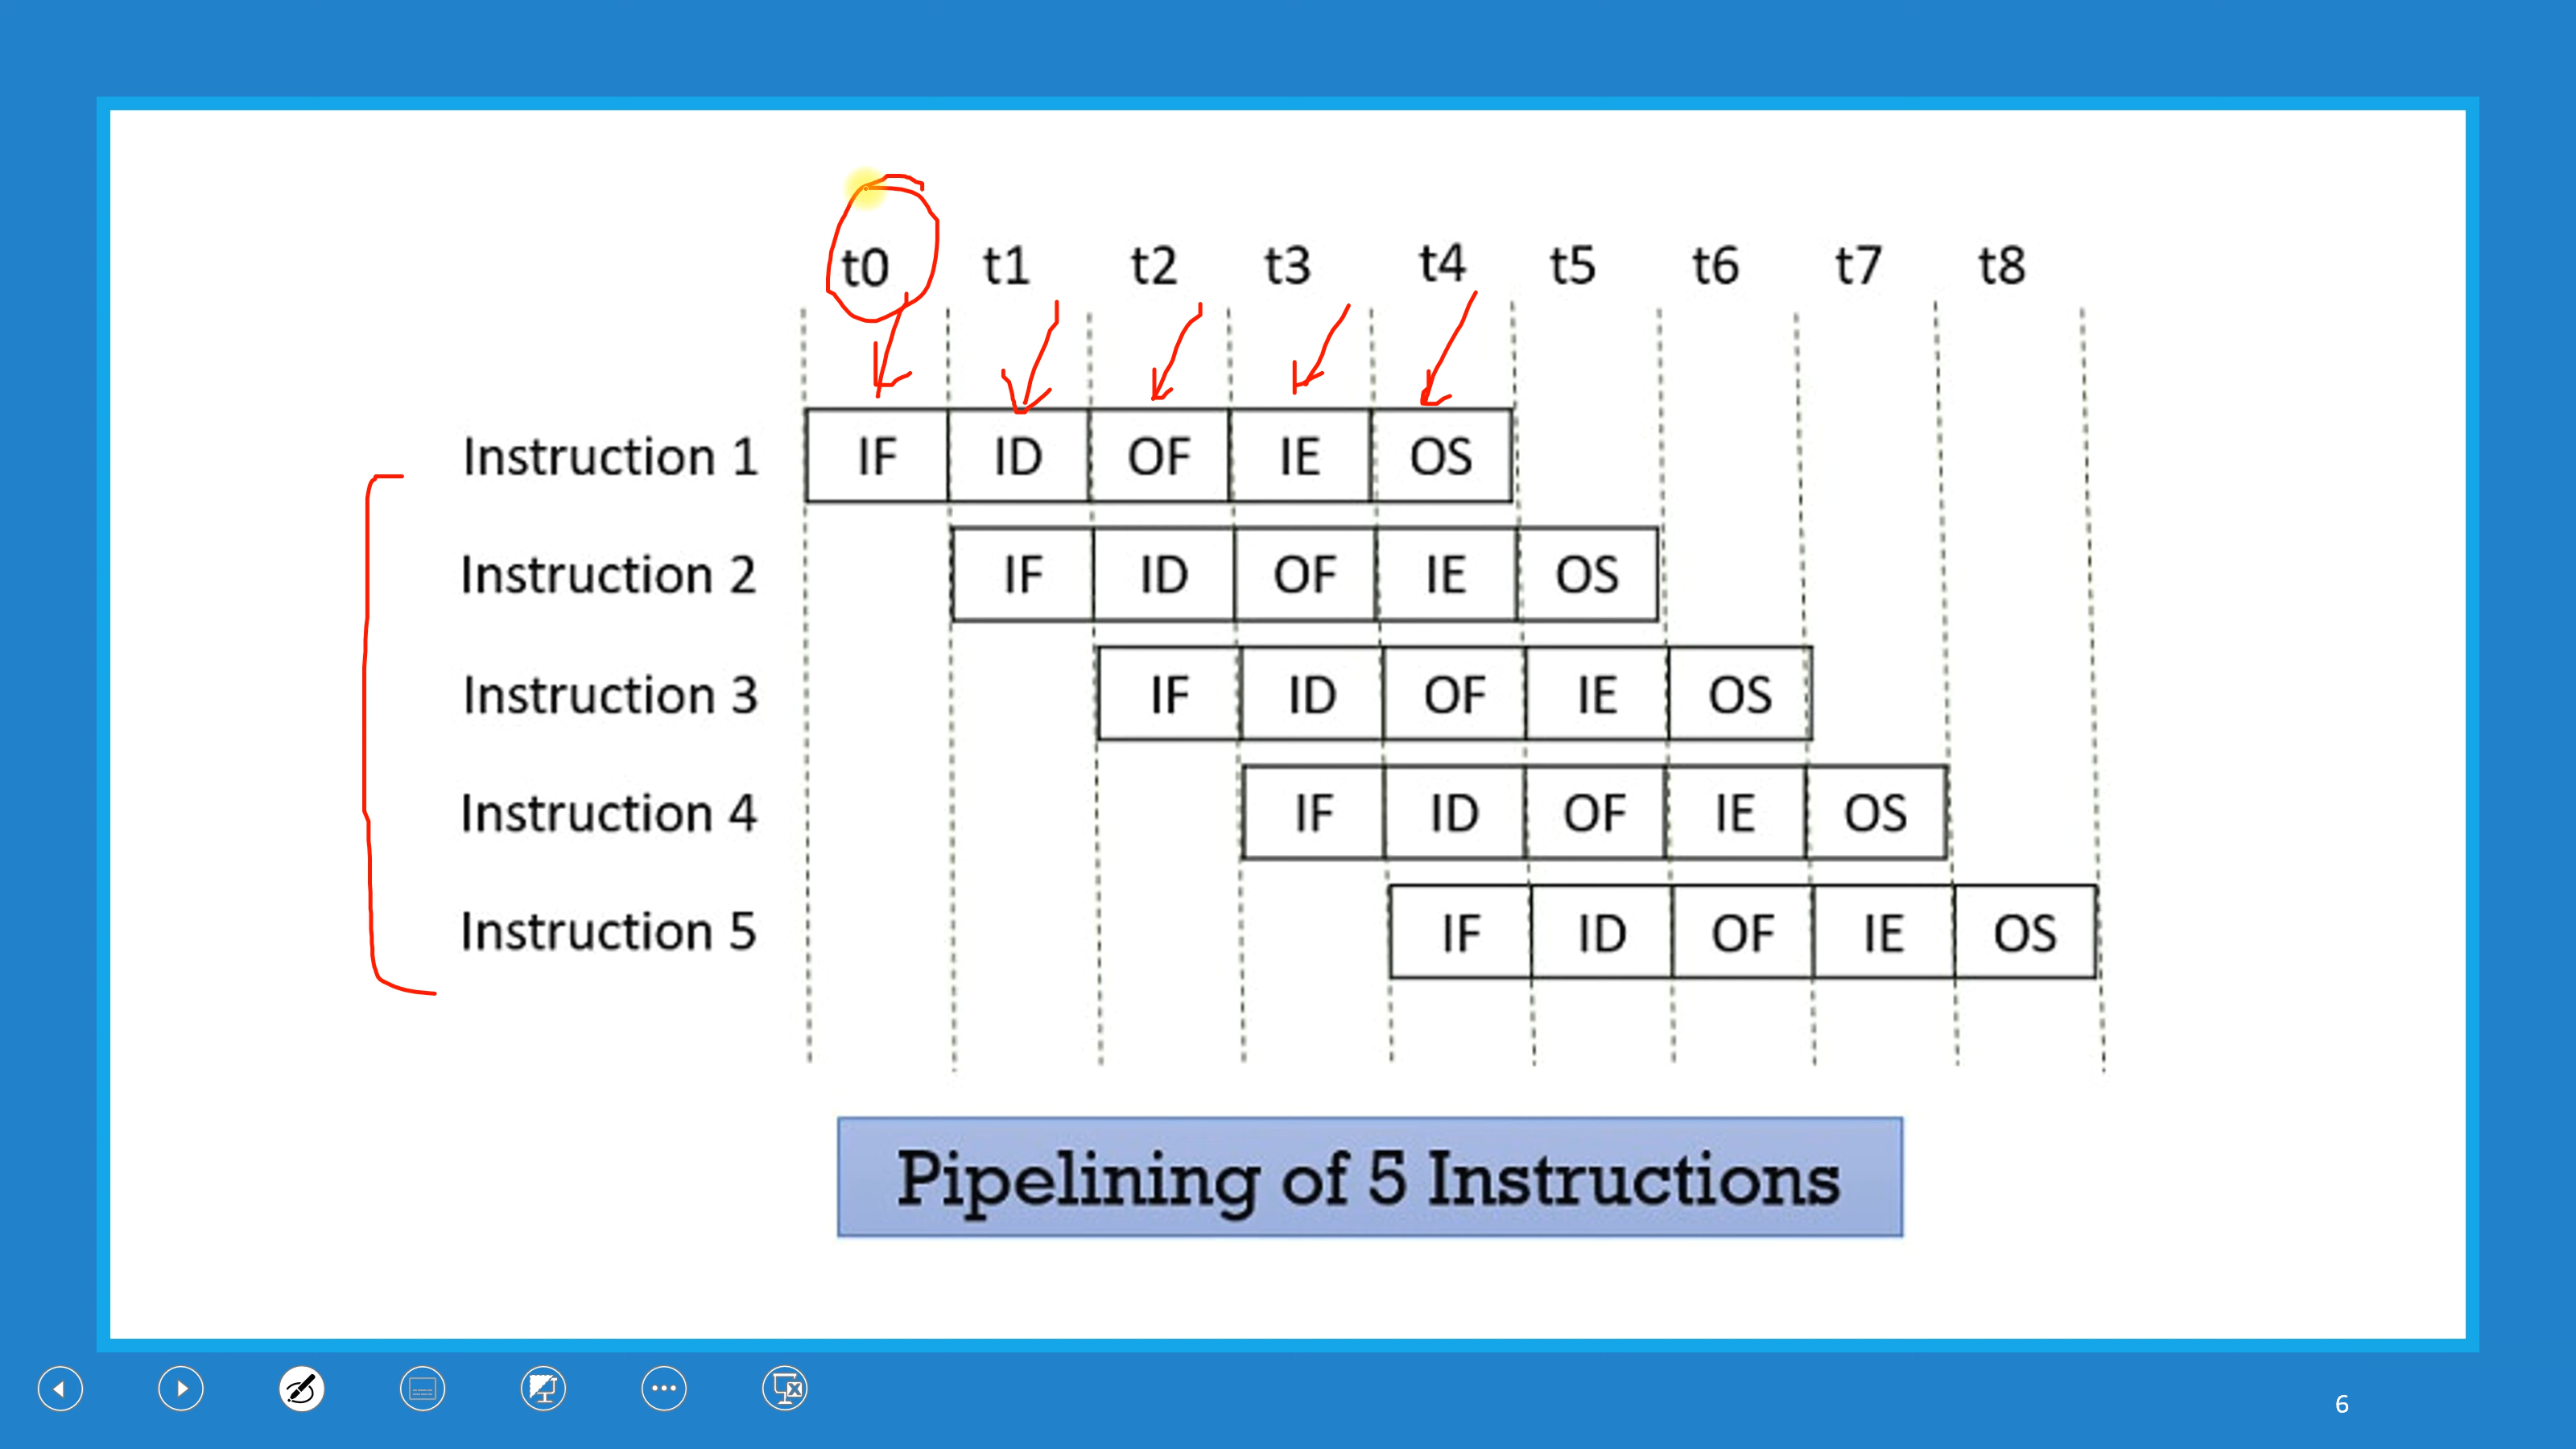 t0 t1 t2 t3 t4 t5 t6 t7 t8
Instruction 1 IF ID OF IE OS
Instruction 2 IF ID OF IE OS
Instruction 3 IF ID OF IE OS
Instruction 4 IF ID OF IE OS
Instruction 5 IF ID OF IE OS
Pipelining of 5 Instructions
6